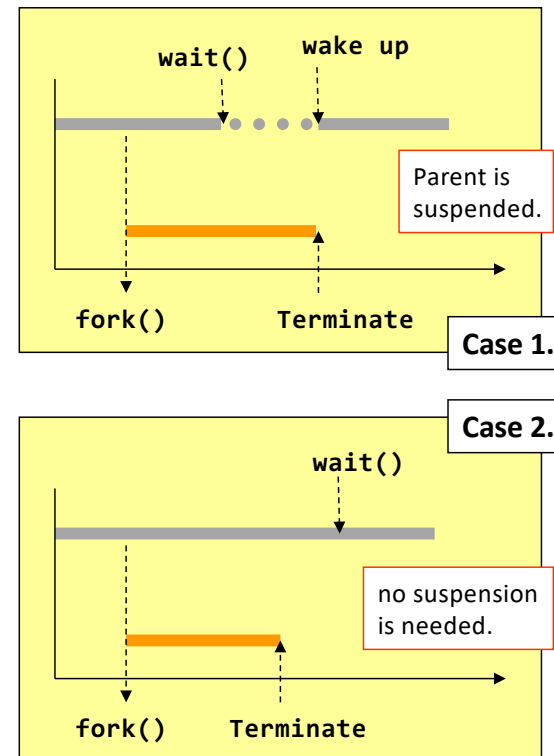 wait()
wake up
Parent is
suspended.
fork()
Terminate
Case 1.
Case 2.
wait()
no suspension
is needed.
fork()
Terminate